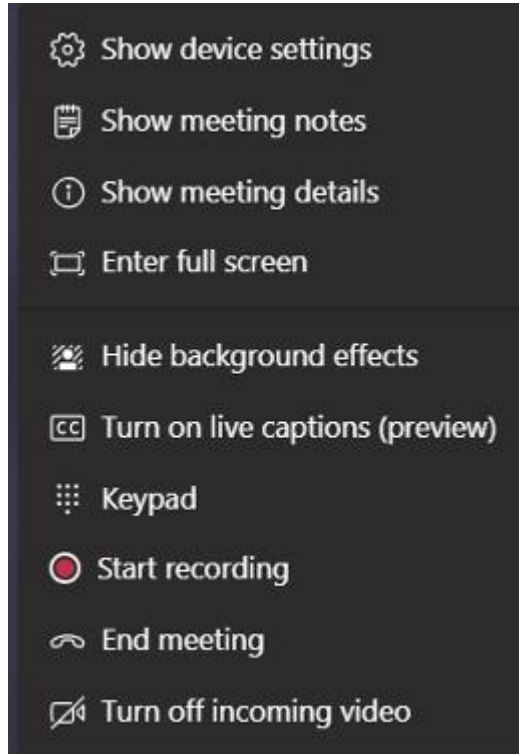 Show device settings
Show meeting notes
Show meeting details
Enter full screen
Hide background effects
CC Turn on live captions (preview)
Keypad
Start recording
End meeting
Turn off incoming video